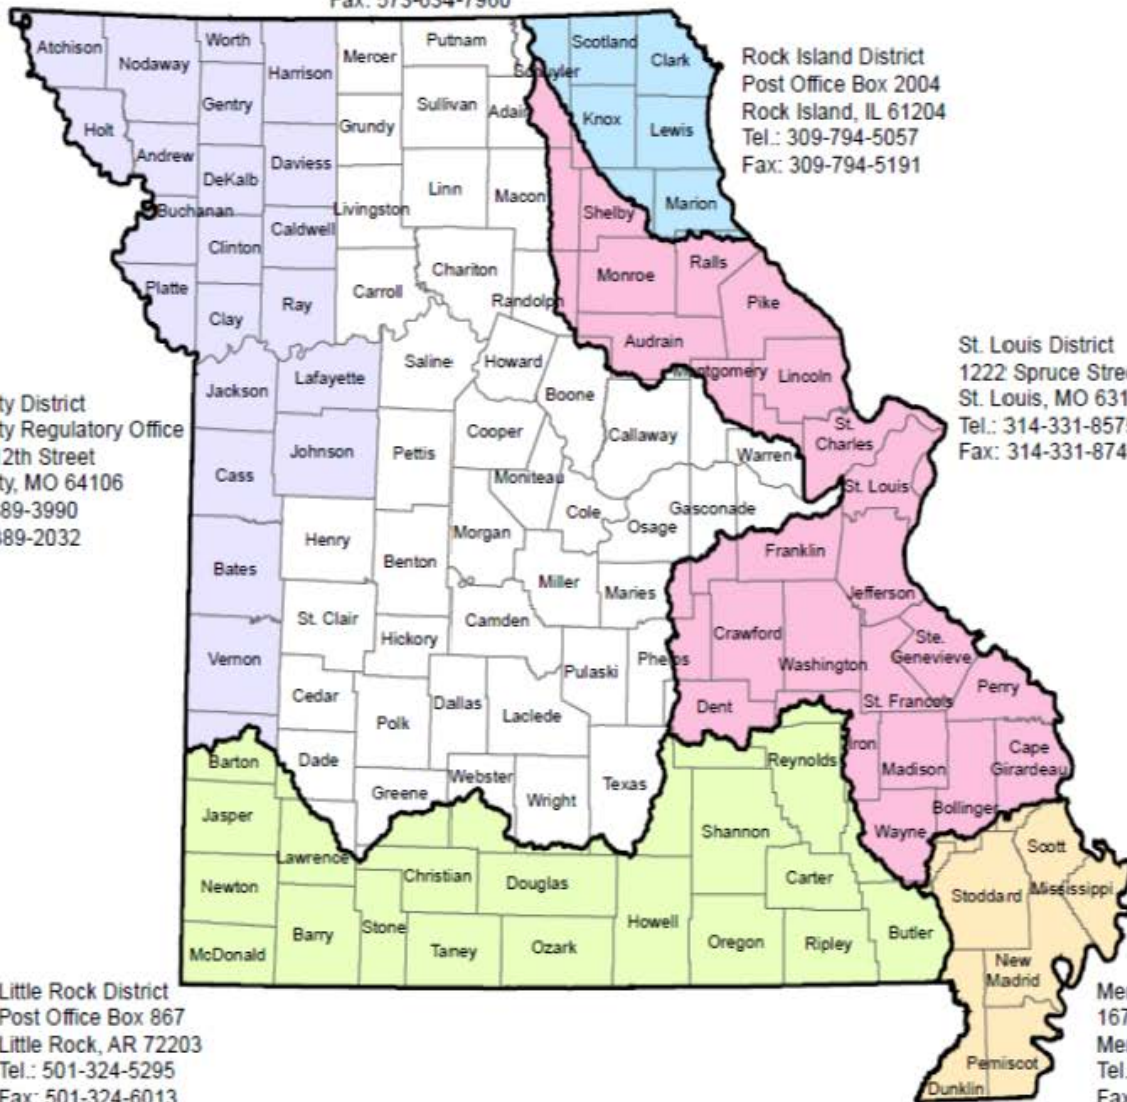 Fax: 573-634-7960
Atchison
Nodaway
Worth
Harrison
Mercer
Putnam
Schuyler
Scotland
Clark
Gentry
Sullivan
Adair
Grundy
Knox
Lewis
Holt
Andrew
DeKalb
Daviess
Livingston
Linn
Macon
Shelby
Marion
Rock Island District
Post Office Box 2004
Rock Island, IL 61204
Tel.: 309-794-5057
Fax: 309-794-5191
Buchanan
Clinton
Caldwell
Carroll
Chariton
Randolph
Monroe
Ralls
Pike
Platte
Clay
Ray
Saline
Howard
Boone
Audrain
Montgomery
Lincoln
Jackson
Lafayette
Cooper
Callaway
Warren
St.
Charles
St. Louis
St. Louis District
1222 Spruce Stree
St. Louis, MO 631
Tel.: 314-331-857
Fax: 314-331-874
ty District
ty Regulatory Office
2th Street
ty, MO 64106
89-3990
89-2032
Cass
Johnson
Pettis
Moniteau
Cole
Osage
Gasconade
Franklin
Jefferson
Bates
Henry
Benton
Morgan
Miller
Maries
Vernon
St. Clair
Hickory
Camden
Pulaski
Phelps
Crawford
Washington
Ste.
Genevieve
St. Francois
Perry
Cedar
Polk
Dallas
Laclede
Dent
Iron
Madison
Cape
Girardeau
Barton
Dade
Greene
Webster
Wright
Texas
Reynolds
Bollinger
Wayne
Jasper
Lawrence
Christian
Douglas
Shannon
Carter
Scott
Stoddard
Mississippi
Newton
Barry
Stone
Taney
Ozark
Howell
Oregon
Ripley
Butler
McDonald
New
Madrid
Pemiscot
Dunklin
Little Rock District
Post Office Box 867
Little Rock, AR 72203
Tel.: 501-324-5295
Fax: 501-324-6013
Mer
167
Mer
Tel.
Fax